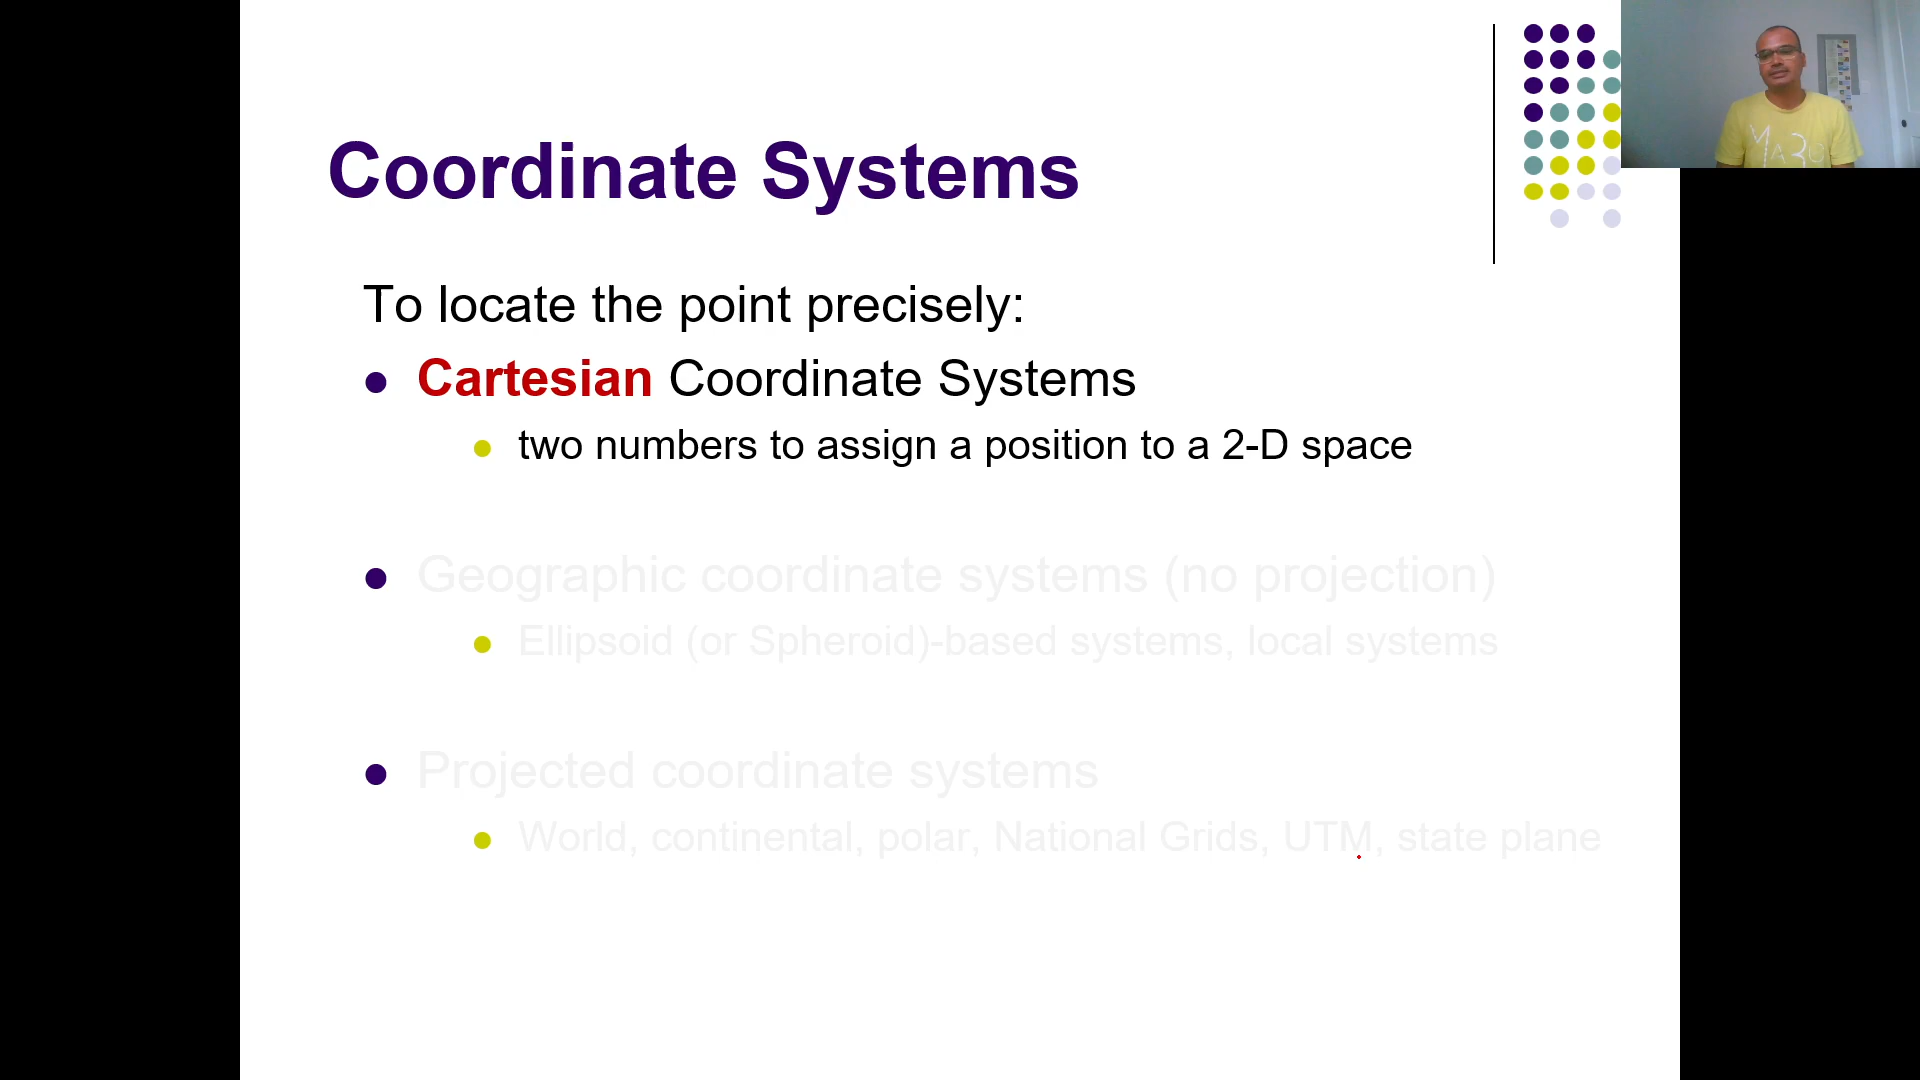 Coordinate Systems
To locate the point precisely:
Cartesian Coordinate Systems
two numbers to assign a position to a 2-D space
Geographic coordinate systems (no projection)
Ellipsoid (or Spheroid)-based systems, local systems
Projected coordinate systems
World, continental, polar, National Grids, UTM, state plane